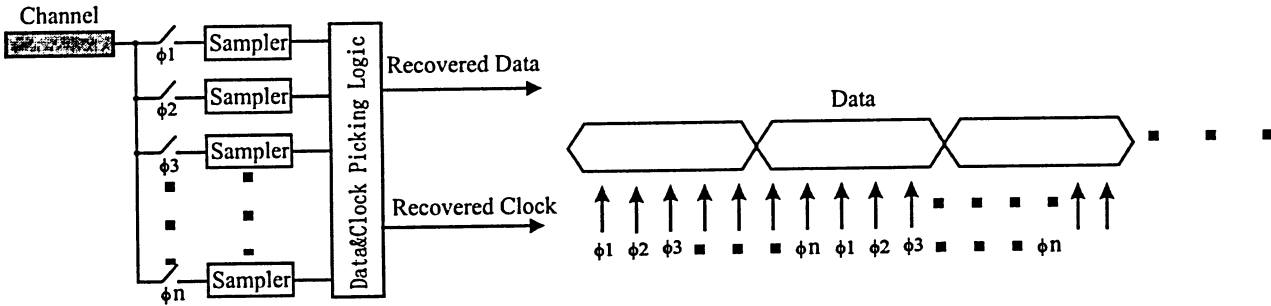 Channel
ϕ1
Sampler
ϕ2
Sampler
ϕ3
Sampler
ϕn
Sampler
Data&Clock Picking Logic
Recovered Data
Recovered Clock
Data
ϕ1 ϕ2 ϕ3 ϕn ϕ1 ϕ2 ϕ3 ϕn